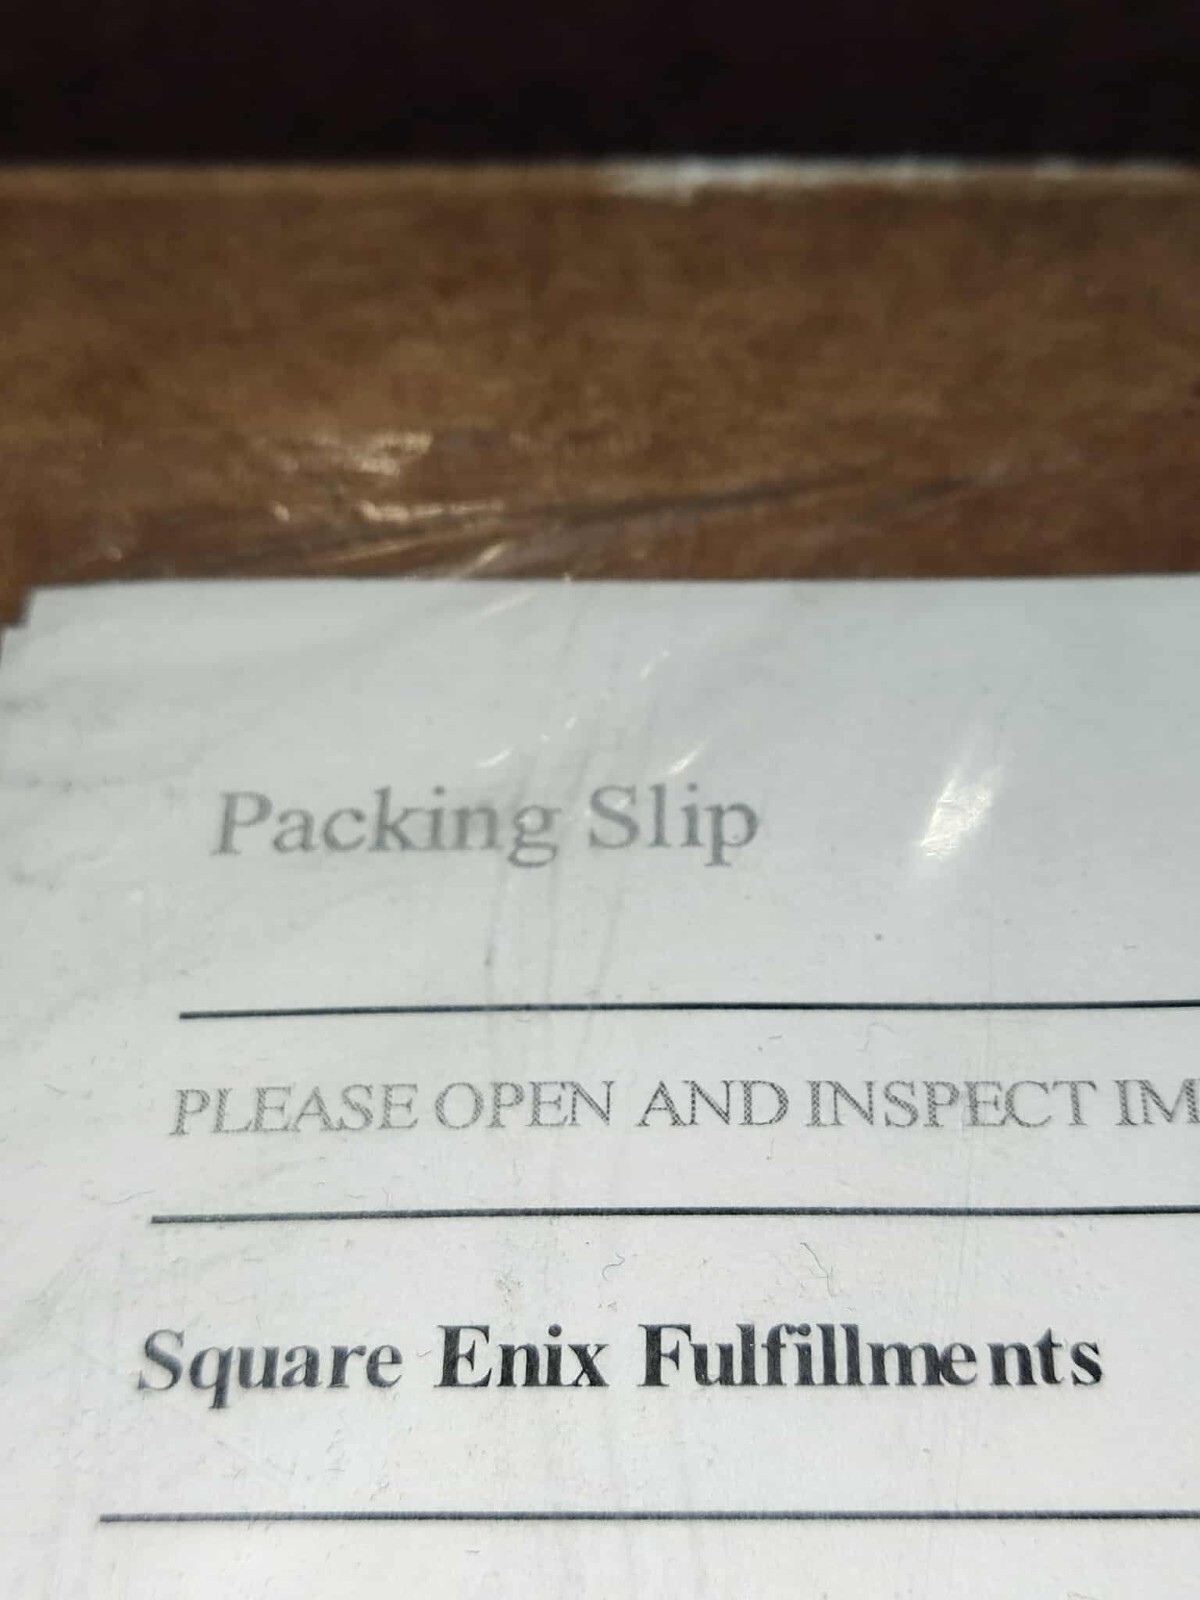 Packing Slip
PLEASE OPEN AND INSPECT IM
Square Enix Fulfillments